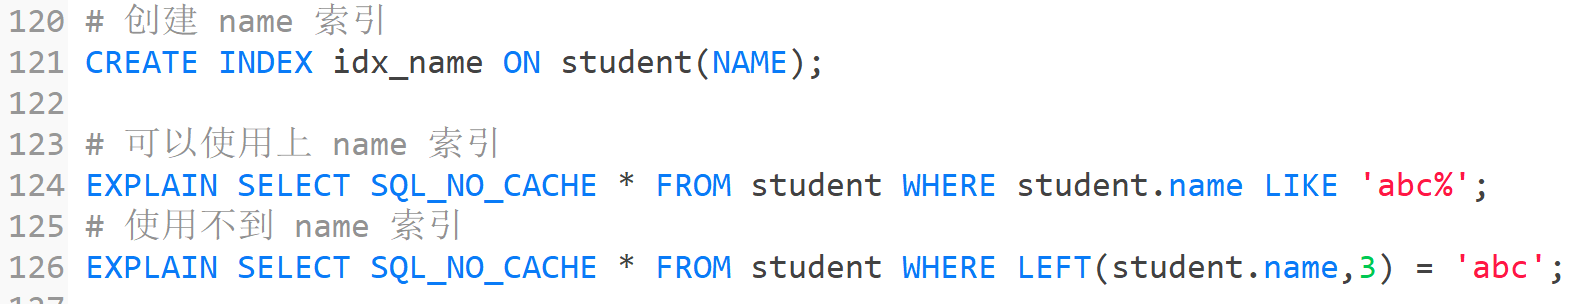 120 # 创建 name 索引
121 CREATE INDEX idx_name ON student(NAME);
122
123 # 可以使用上 name 索引
124 EXPLAIN SELECT SQL_NO_CACHE * FROM student WHERE student.name LIKE 'abc%';
125 # 使用不到 name 索引
126 EXPLAIN SELECT SQL_NO_CACHE * FROM student WHERE LEFT(student.name,3) = 'abc';